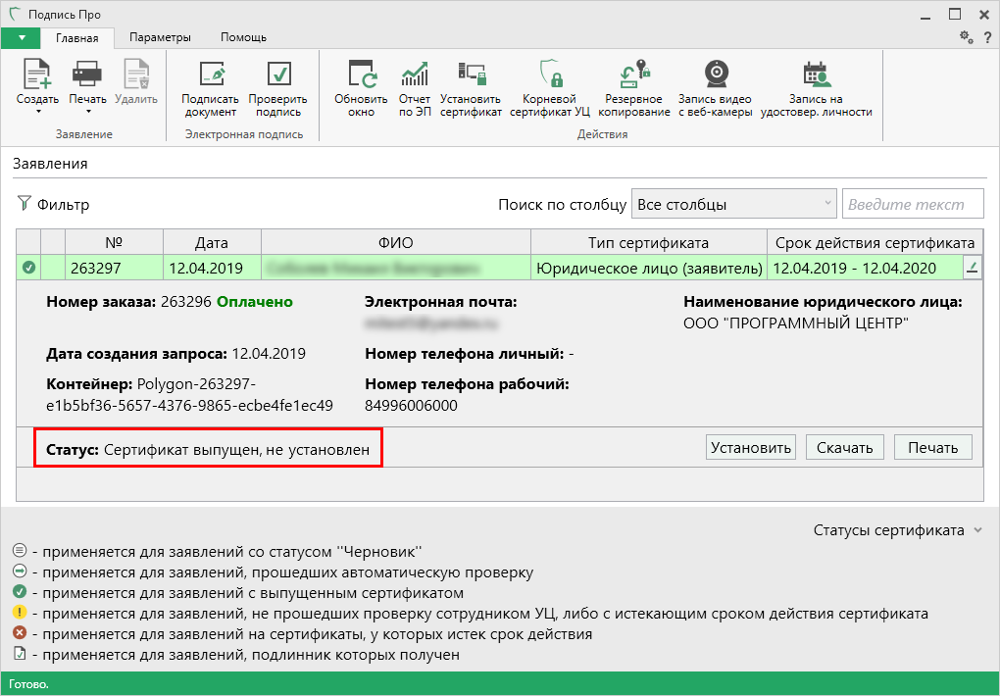 Подпись Про
Главная Параметры Помощь
?
Создать Печать Удалить Подписать документ Проверить подпись Обновить окно Отчет по ЭП Установить сертификат Корневой сертификат УЦ Резервное копирование Запись видео с веб-камеры Запись на удостовер. личности
Заявление Электронная подпись Действия
Заявления
Фильтр Поиск по столбцу Все столбцы Введите текст
№ Дата ФИО Тип сертификата Срок действия сертификата
263297 12.04.2019 Юридическое лицо (заявитель) 12.04.2019 - 12.04.2020
Номер заказа: 263296 Оплачено Электронная почта: Наименование юридического лица:
ООО "ПРОГРАММНЫЙ ЦЕНТР"
Дата создания запроса: 12.04.2019 Номер телефона личный: -
Контейнер: Polygon-263297- Номер телефона рабочий:
e1b5bf36-5657-4376-9865-ecbe4fe1ec49 84996006000
Статус: Сертификат выпущен, не установлен Установить Скачать Печать
Статусы сертификата
- применяется для заявлений со статусом ''Черновик''
- применяется для заявлений, прошедших автоматическую проверку
- применяется для заявлений с выпущенным сертификатом
- применяется для заявлений, не прошедших проверку сотрудником УЦ, либо с истекающим сроком действия сертификата
- применяется для заявлений на сертификаты, у которых истек срок действия
- применяется для заявлений, подлинник которых получен
Готово.